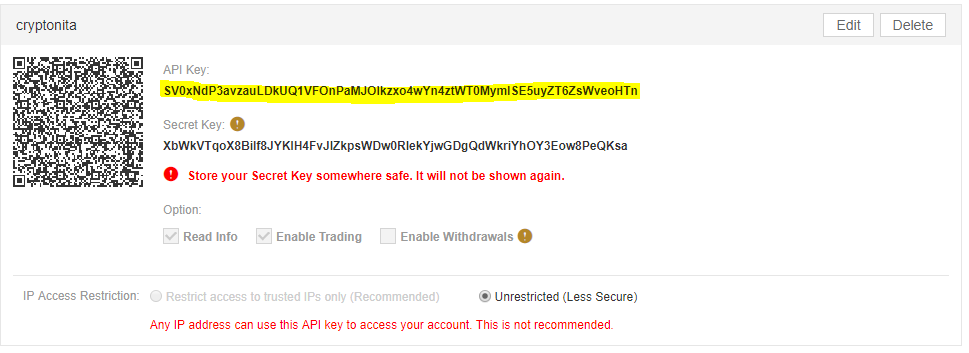 cryptonita
Edit
Delete
API Key:
Secret Key:
Store your Secret Key somewhere safe. It will not be shown again.
Option:
Read Info
Enable Trading
Enable Withdrawals
IP Access Restriction:
Restrict access to trusted IPs only (Recommended)
Unrestricted (Less Secure)
Any IP address can use this API key to access your account. This is not recommended.